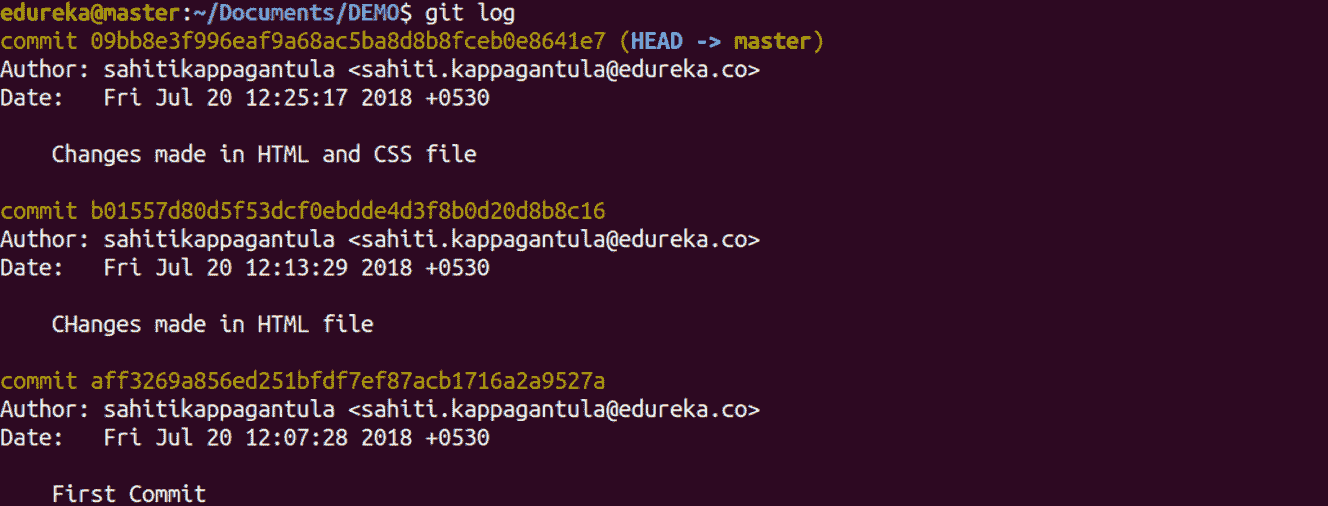 edureka@master:~/Documents/DEMO$ git log
commit 09bb8e3f996eaf9a68ac5ba8d8b8fceb0e8641e7 (HEAD -> master)
Author: sahitikappagantula <sahiti.kappagantula@edureka.co>
Date:   Fri Jul 20 12:25:17 2018 +0530
Changes made in HTML and CSS file
commit b01557d80d5f53dcf0ebdde4d3f8b0d20d8b8c16
Author: sahitikappagantula <sahiti.kappagantula@edureka.co>
Date:   Fri Jul 20 12:13:29 2018 +0530
CHanges made in HTML file
commit aff3269a856ed251bfdf7ef87acb1716a2a9527a
Author: sahitikappagantula <sahiti.kappagantula@edureka.co>
Date:   Fri Jul 20 12:07:28 2018 +0530
First Commit